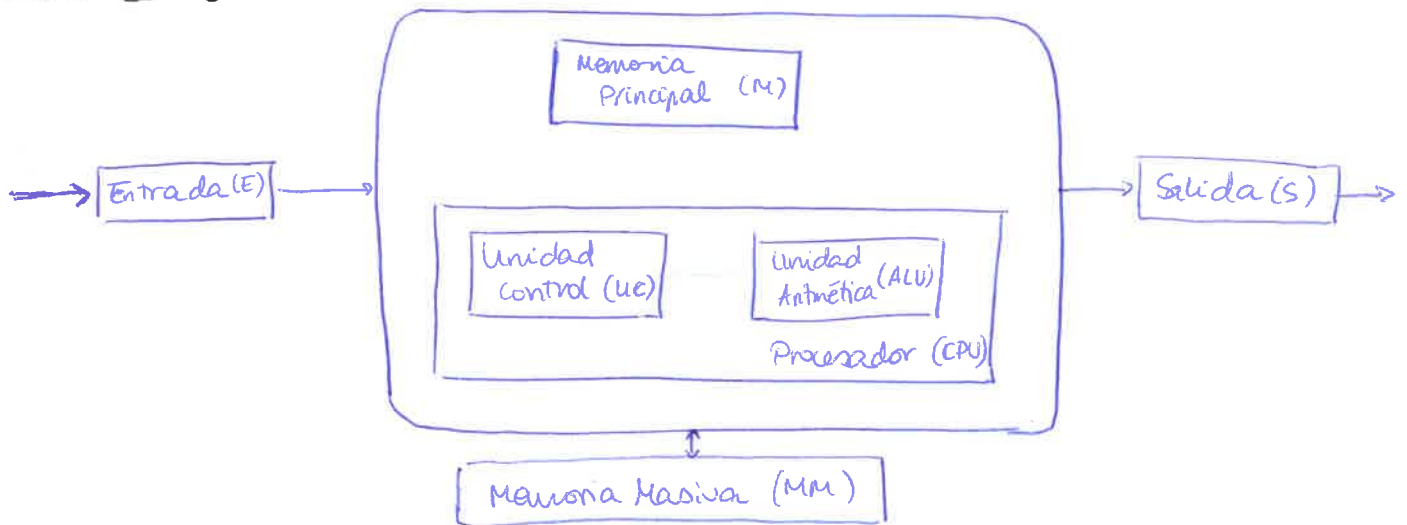 Memoria
Principal (M)
Entrada (E)
Salida (S)
Unidad
Control (UC)
Unidad
Aritmética (ALU)
Procesador (CPU)
Memoria Masiva (MM)